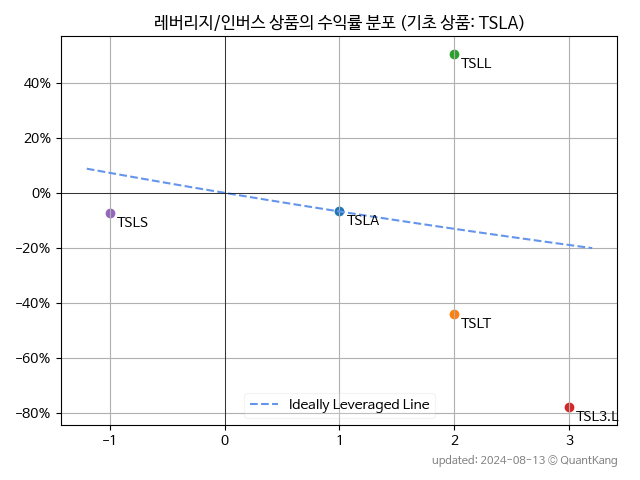 레버리지/인버스 상품의 수익률 분포 (기초 상품: TSLA)
TSLL
40%
20%
0%
TSLS
TSLA
−20%
−40%
TSLT
−60%
Ideally Leveraged Line
−80%
TSL3.L
−1 0 1 2 3
updated: 2024-08-13 © QuantKang